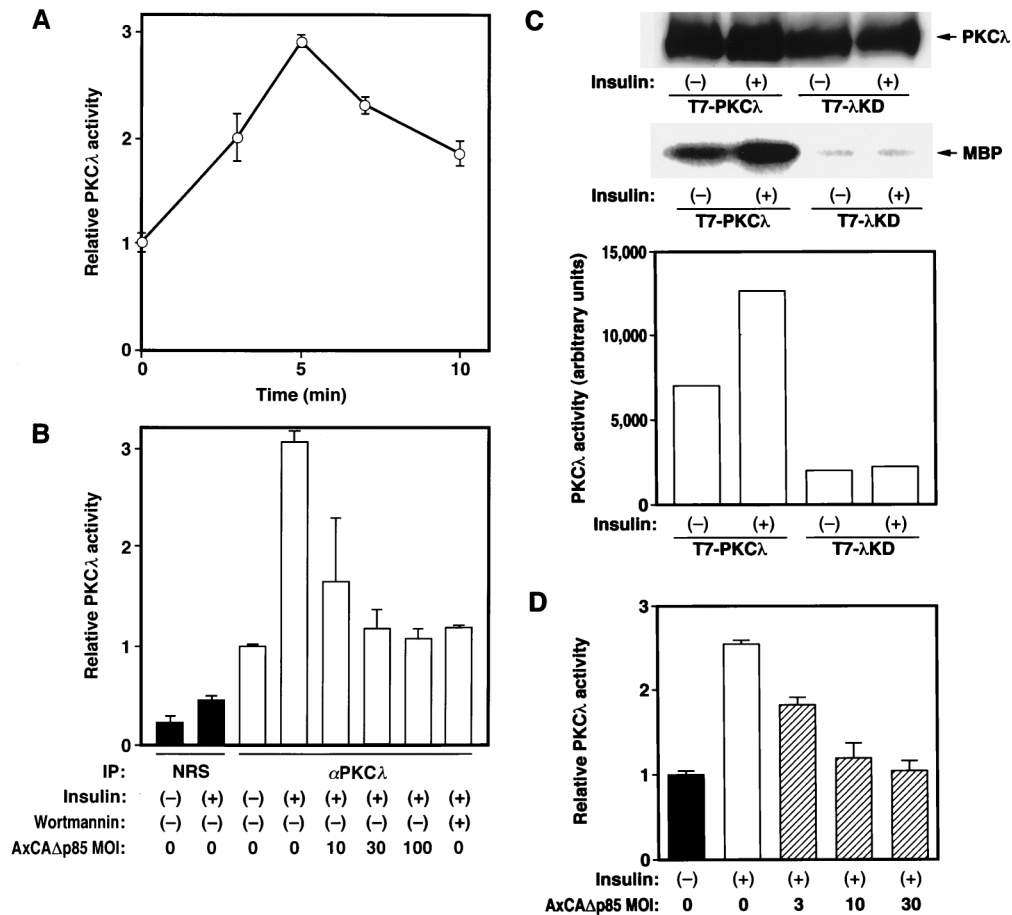 A
Relative PKCλ activity
3
2
1
0
0 5 10
Time (min)
B
Relative PKCλ activity
3
2
1
0
IP: NRS αPKCλ
Insulin: (–) (+) (–) (+) (+) (+) (+) (+)
Wortmannin: (–) (–) (–) (–) (–) (–) (–) (+)
AxCAΔp85 MOI: 0 0 0 0 10 30 100 0
C
PKCλ
Insulin: (–) (+) (–) (+)
T7-PKCλ T7-λKD
MBP
Insulin: (–) (+) (–) (+)
T7-PKCλ T7-λKD
PKCλ activity (arbitrary units)
15,000
10,000
5,000
0
Insulin: (–) (+) (–) (+)
T7-PKCλ T7-λKD
D
Relative PKCλ activity
3
2
1
0
Insulin: (–) (+) (+) (+) (+)
AxCAΔp85 MOI: 0 0 3 10 30